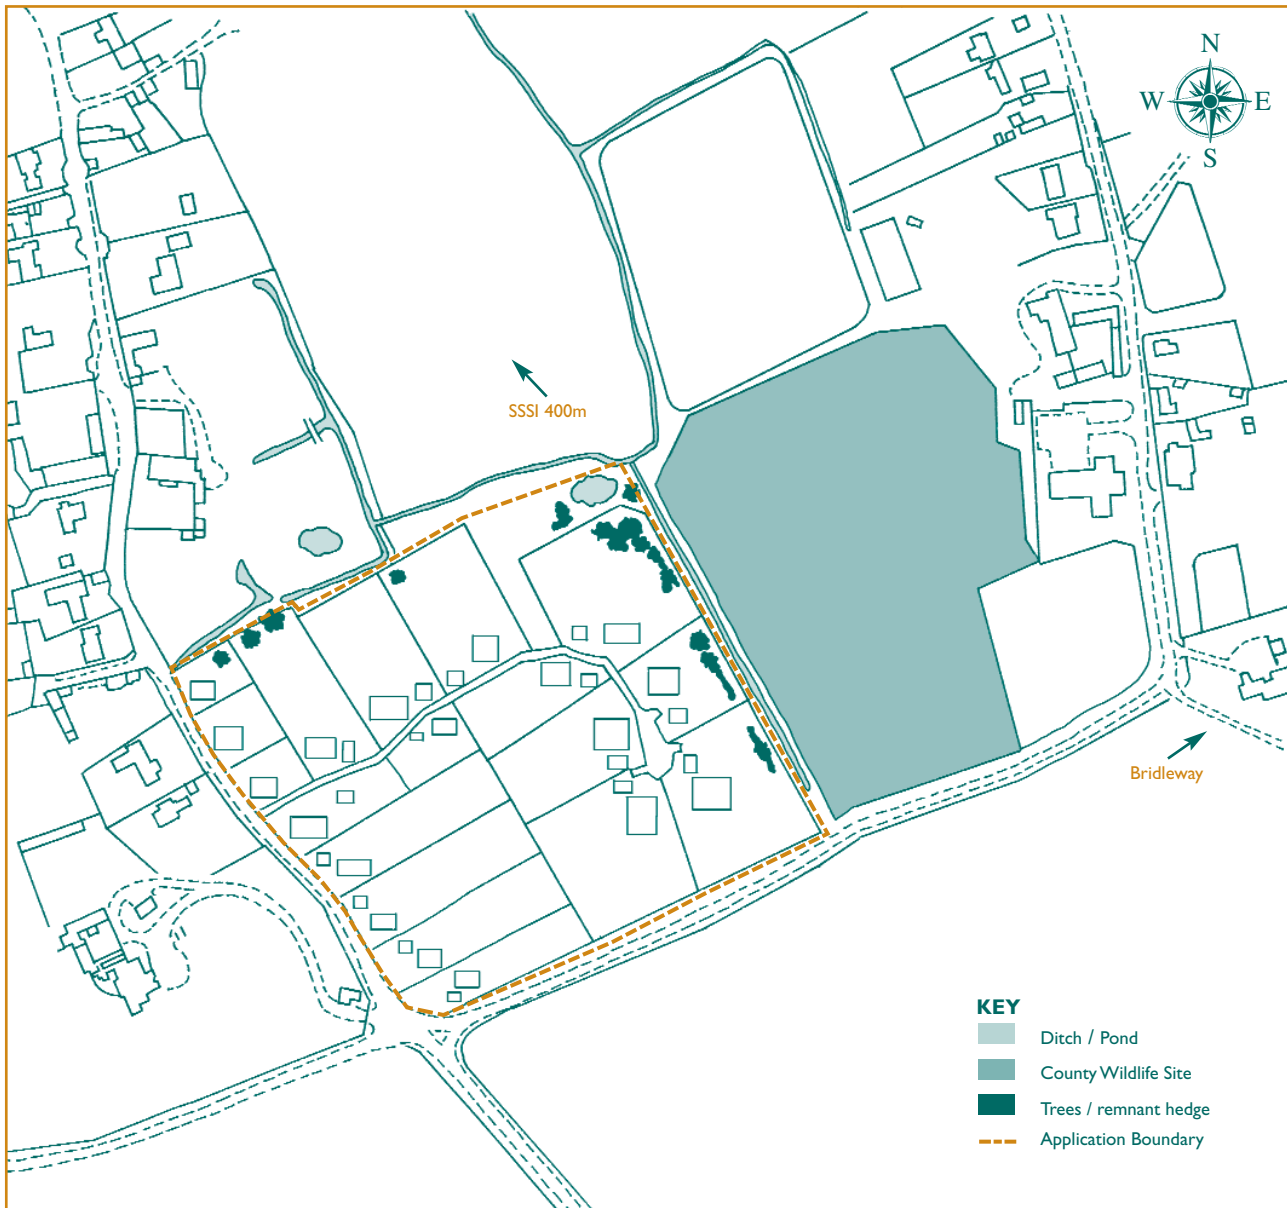 N
W E
S
SSSI 400m
Bridleway
KEY
Ditch / Pond
County Wildlife Site
Trees / remnant hedge
Application Boundary